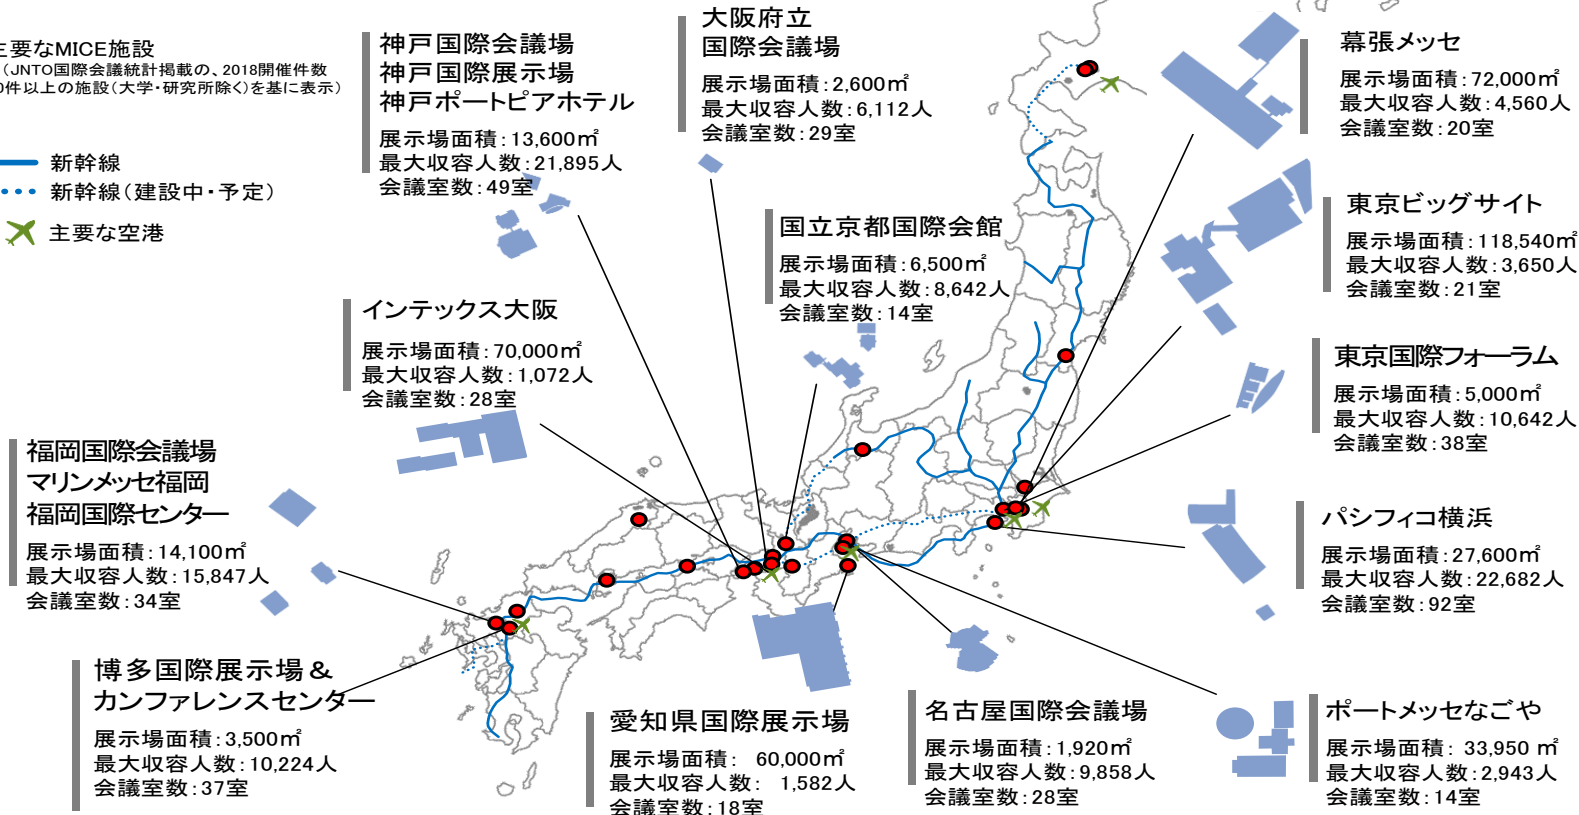 主要なMICE施設
（JNTO国際会議統計掲載の、2018開催件数
0件以上の施設（大学・研究所除く）を基に表示）
新幹線
新幹線（建設中・予定）
主要な空港
神戸国際会議場
神戸国際展示場
神戸ポートピアホテル
展示場面積：13,600㎡
最大収容人数：21,895人
会議室数：49室
大阪府立
国際会議場
展示場面積：2,600㎡
最大収容人数：6,112人
会議室数：29室
幕張メッセ
展示場面積：72,000㎡
最大収容人数：4,560人
会議室数：20室
国立京都国際会館
展示場面積：6,500㎡
最大収容人数：8,642人
会議室数：14室
東京ビッグサイト
展示場面積：118,540㎡
最大収容人数：3,650人
会議室数：21室
インテックス大阪
展示場面積：70,000㎡
最大収容人数：1,072人
会議室数：28室
東京国際フォーラム
展示場面積：5,000㎡
最大収容人数：10,642人
会議室数：38室
福岡国際会議場
マリンメッセ福岡
福岡国際センター
展示場面積：14,100㎡
最大収容人数：15,847人
会議室数：34室
パシフィコ横浜
展示場面積：27,600㎡
最大収容人数：22,682人
会議室数：92室
博多国際展示場＆
カンファレンスセンター
展示場面積：3,500㎡
最大収容人数：10,224人
会議室数：37室
愛知県国際展示場
展示場面積： 60,000㎡
最大収容人数： 1,582人
会議室数：18室
名古屋国際会議場
展示場面積：1,920㎡
最大収容人数：9,858人
会議室数：28室
ポートメッセなごや
展示場面積： 33,950 ㎡
最大収容人数：2,943人
会議室数：14室